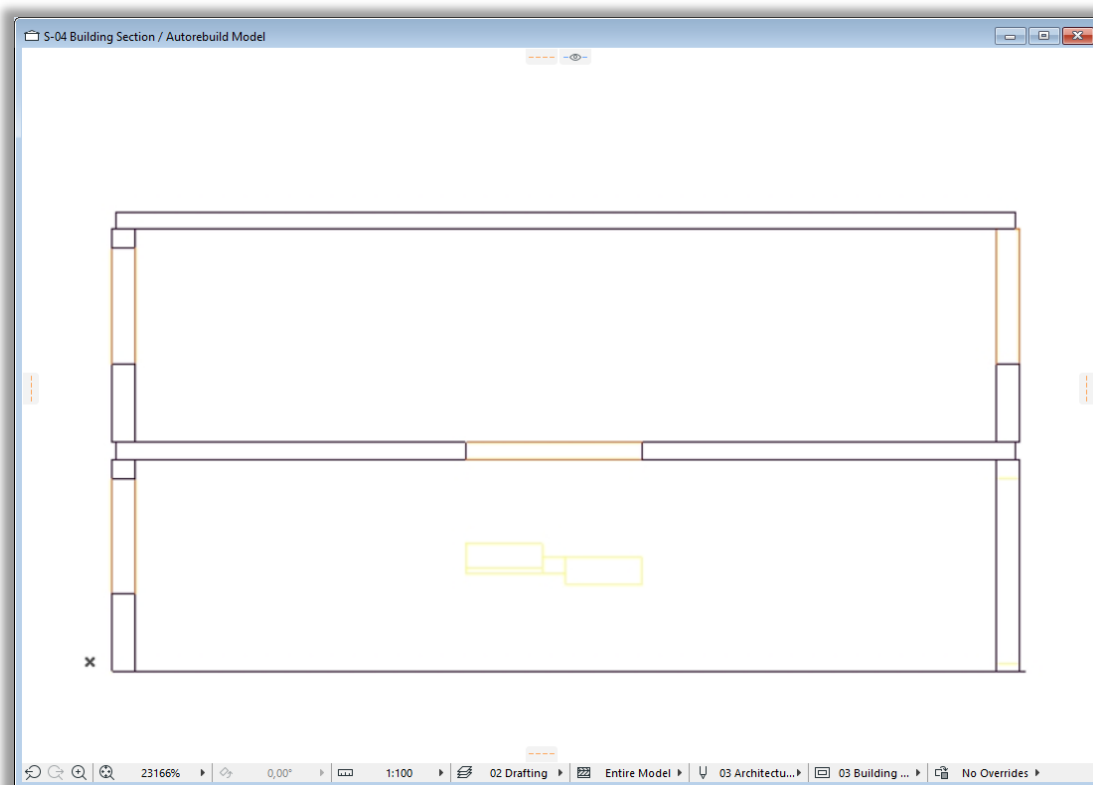 S-04 Building Section / Autorebuild Model
23166% 0,00° 1:100 02 Drafting Entire Model 03 Architectu... 03 Building ... No Overrides